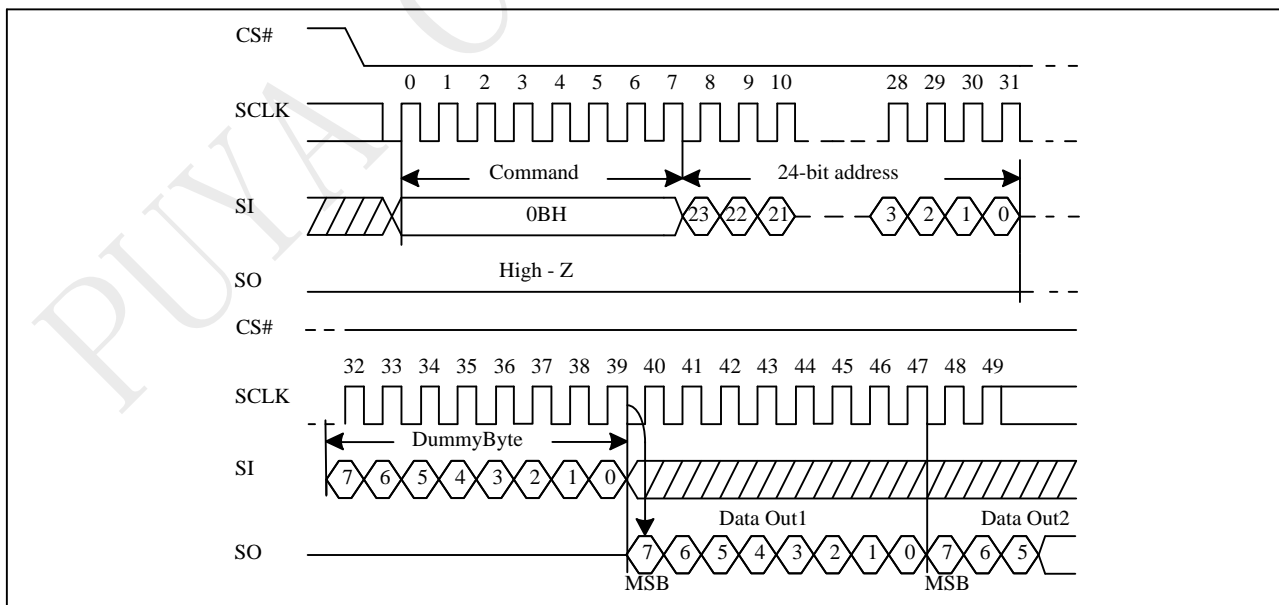 CS#
0 1 2 3 4 5 6 7 8 9 10 28 29 30 31
SCLK
Command 24-bit address
SI 0BH 23 22 21 3 2 1 0
High - Z
SO
CS#
32 33 34 35 36 37 38 39 40 41 42 43 44 45 46 47 48 49
SCLK
DummyByte
SI 7 6 5 4 3 2 1 0
Data Out1 Data Out2
SO 7 6 5 4 3 2 1 0 7 6 5
MSB MSB
PUYA